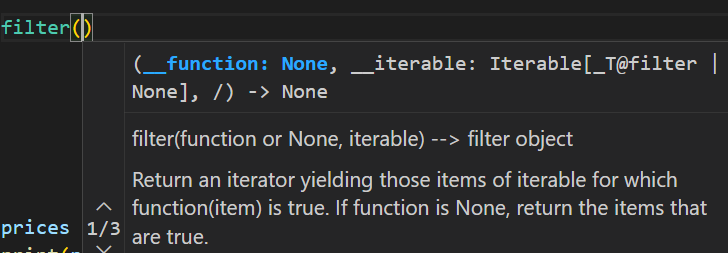 filter()
(__function: None, __iterable: Iterable[_T@filter |
None], /) -> None
filter(function or None, iterable) --> filter object
Return an iterator yielding those items of iterable for which
function(item) is true. If function is None, return the items that
are true.
prices
1/3